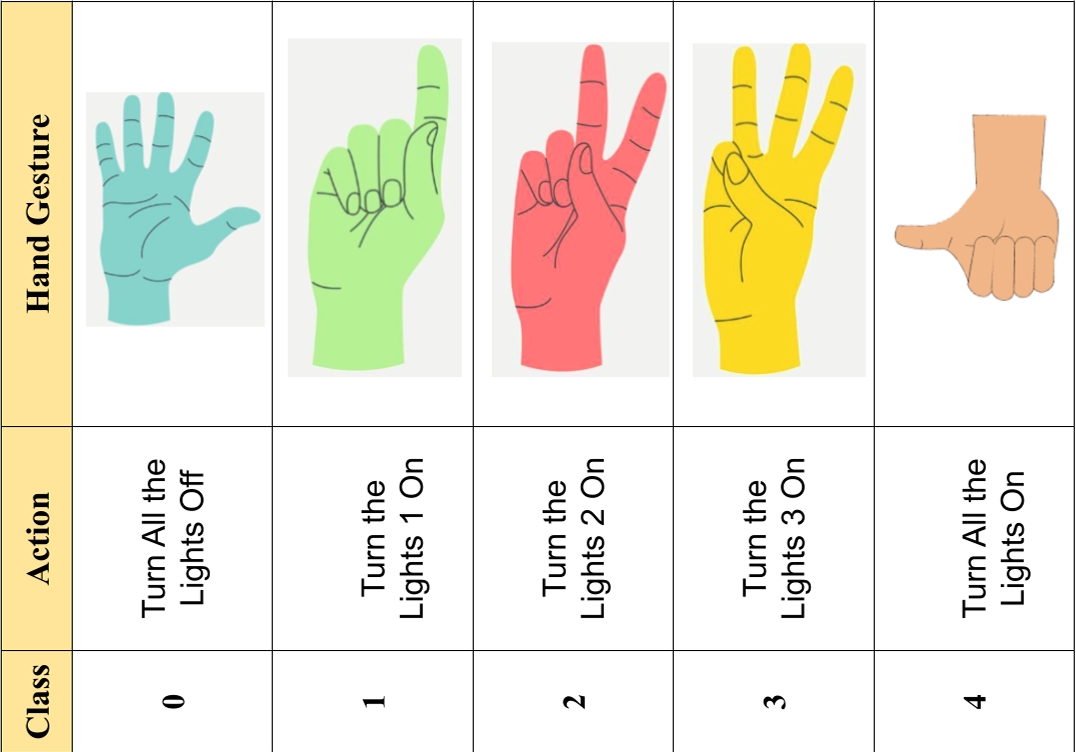 Class Action Hand Gesture
0 Turn All the
Lights Off
1 Turn the
Lights 1 On
2 Turn the
Lights 2 On
3 Turn the
Lights 3 On
4 Turn All the
Lights On